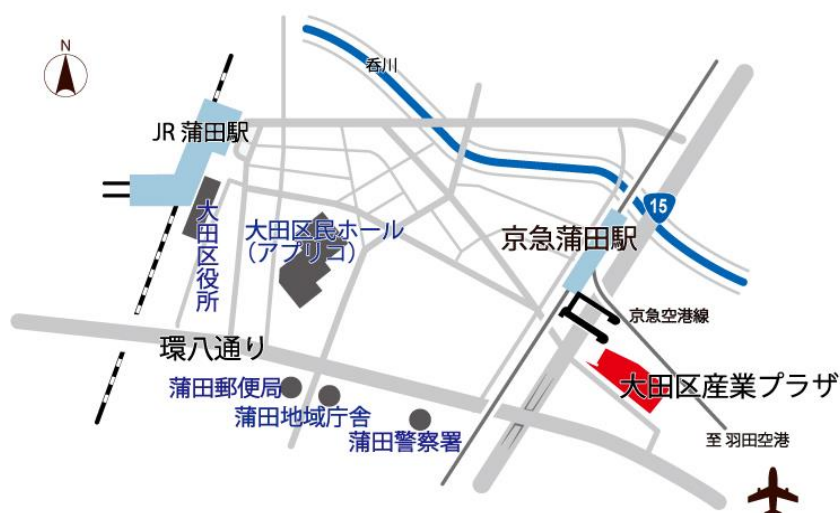 N
呑川
JR 蒲田駅
15
大田区役所
大田区民ホール
(アプリコ)
京急蒲田駅
京急空港線
環八通り
大田区産業プラザ
蒲田郵便局
蒲田地域庁舎
蒲田警察署
至 羽田空港